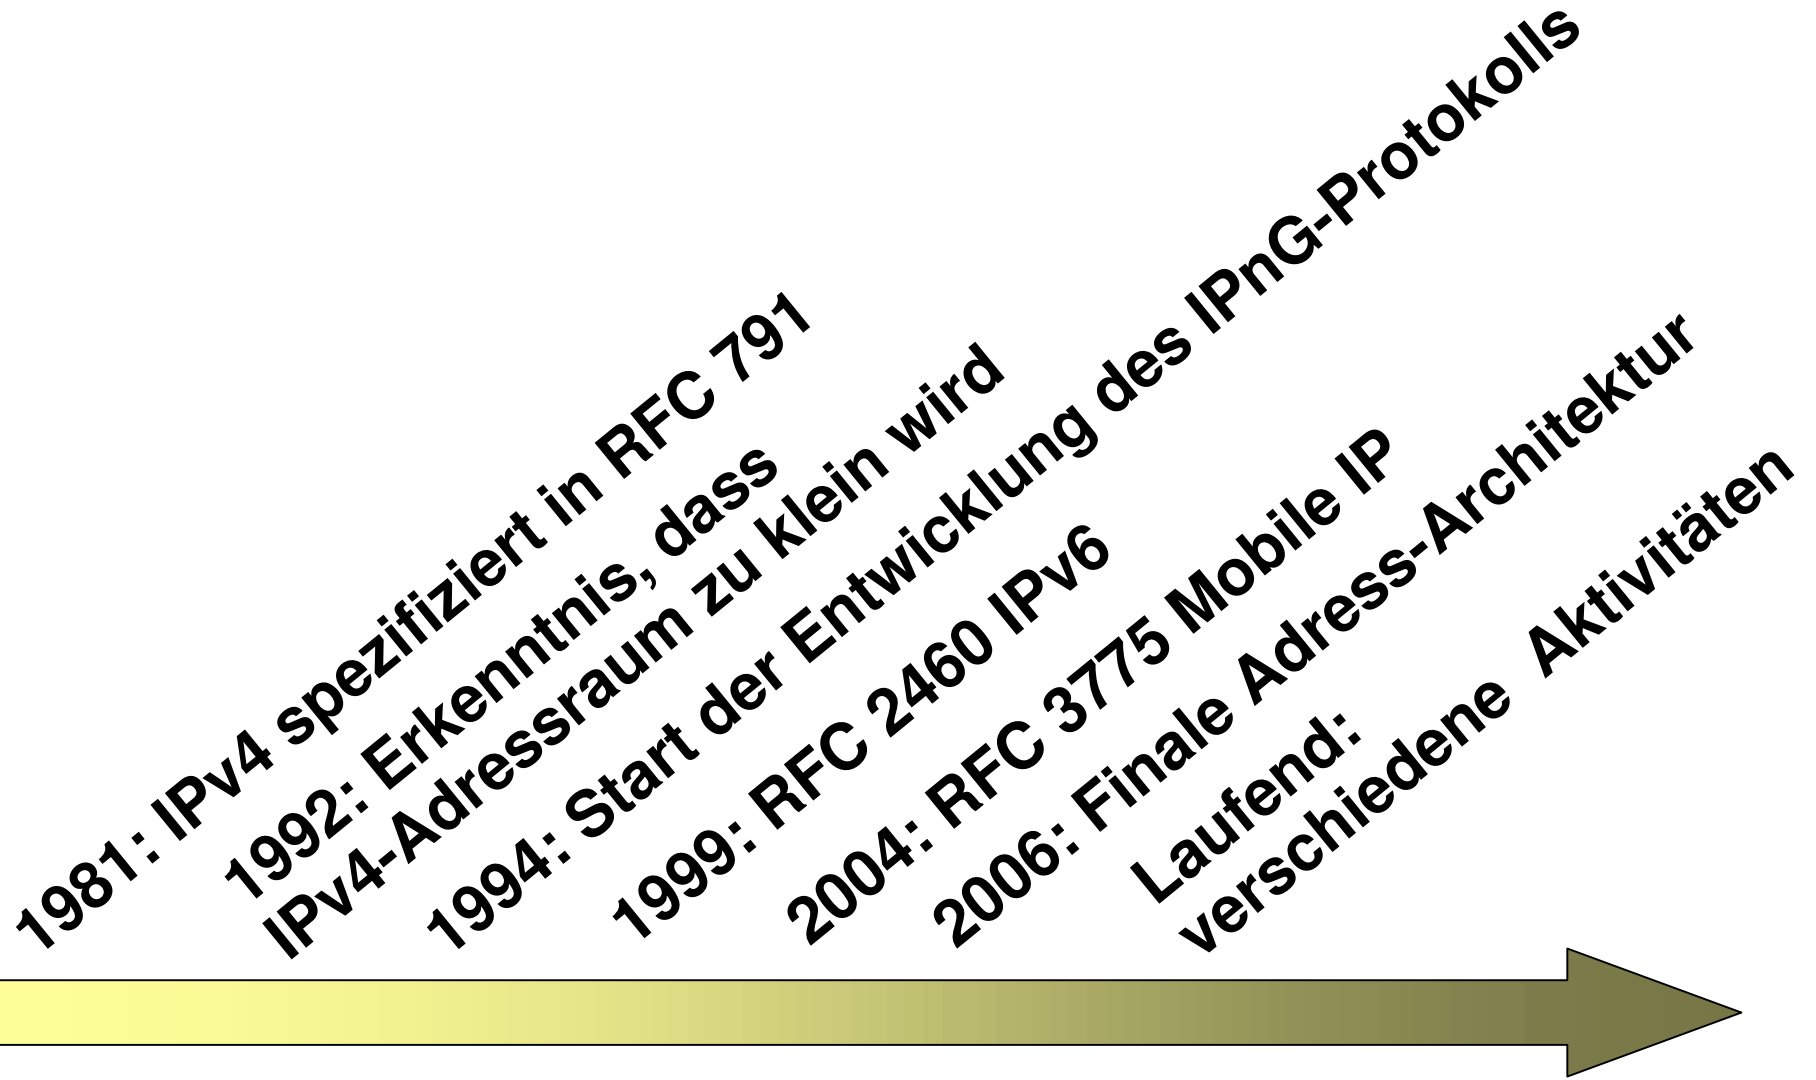 1981: IPv4 spezifiziert in RFC 791
1992: Erkenntnis, dass
IPv4-Adressraum zu klein wird
1994: Start der Entwicklung des IPnG-Protokolls
1999: RFC 2460 IPv6
2004: RFC 3775 Mobile IP
2006: Finale Adress-Architektur
Laufend:
verschiedene Aktivitäten